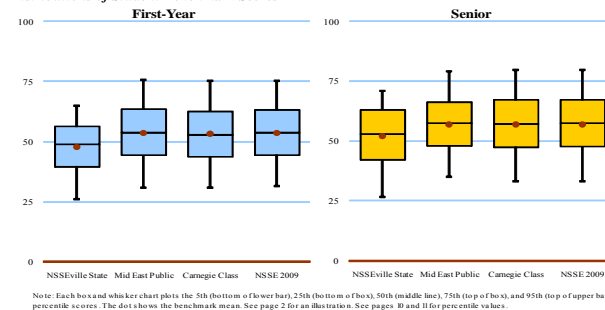 First-Year
Senior
100
75
50
25
0
NSSEville State
Mid East Public
Carnegie Class
NSSE 2009
100
75
50
25
0
NSSEville State
Mid East Public
Carnegie Class
NSSE 2009
Note: Each box and whisker chart plots the 5th (bottom of lower bar), 25th (bottom of box), 50th (middle line), 75th (top of box), and 95th (top of upper ba
percentile scores. The dot shows the benchmark mean. See page 2 for an illustration. See pages 10 and 11 for percentile values.